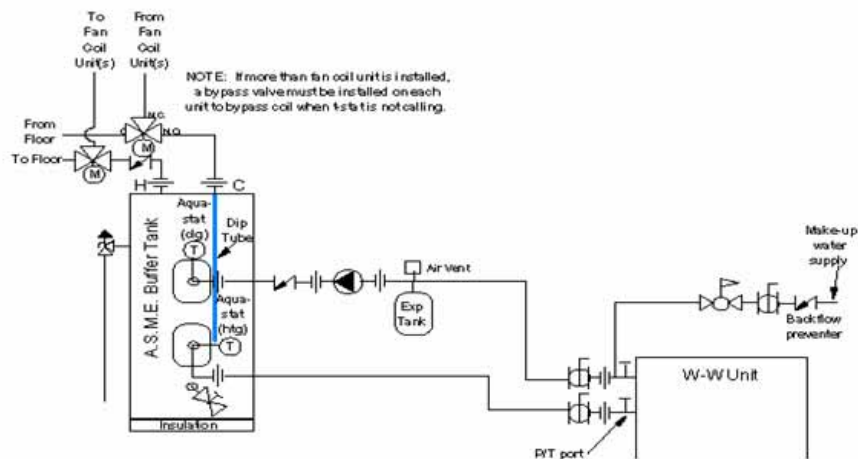 To
Fan
Coil
Unit(s)
From
Fan
Coil
Unit(s)
NOTE: If more than fan coil unit is installed,
a bypass valve must be installed on each
unit to bypass coil when t-stat is not calling.
N.C.
From
Floor
C
N.O.
M
To Floor
M
H
C
Aqua-
stat
(clg)
Dip
Tube
T
A.S.M.E. Buffer Tank
Aqua-
stat
(htg)
T
Insulation
Air Vent
Exp
Tank
Make-up
water
supply
Backflow
preventer
W-W Unit
P/T port